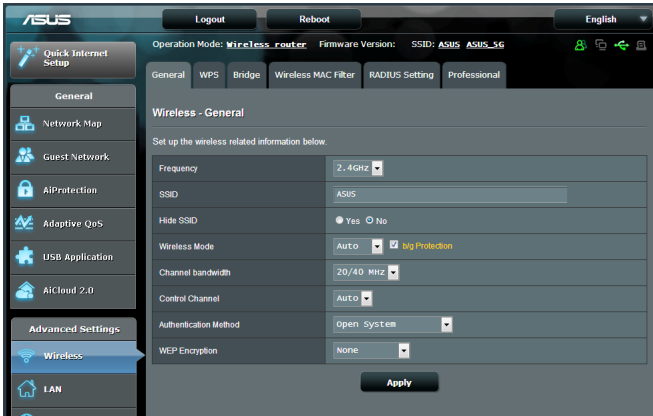 ASUS Logout Reboot English
Operation Mode: Wireless router Firmware Version: SSID: ASUS ASUS_5G
Quick Internet
Setup
General WPS Bridge Wireless MAC Filter RADIUS Setting Professional
General
Network Map
Guest Network
AiProtection
Adaptive QoS
USB Application
AiCloud 2.0
Advanced Settings
Wireless
LAN
Wireless - General
Set up the wireless related information below.
Frequency 2.4GHz
SSID ASUS
Hide SSID Yes No
Wireless Mode Auto b/g Protection
Channel bandwidth 20/40 MHz
Control Channel Auto
Authentication Method Open System
WEP Encryption None
Apply